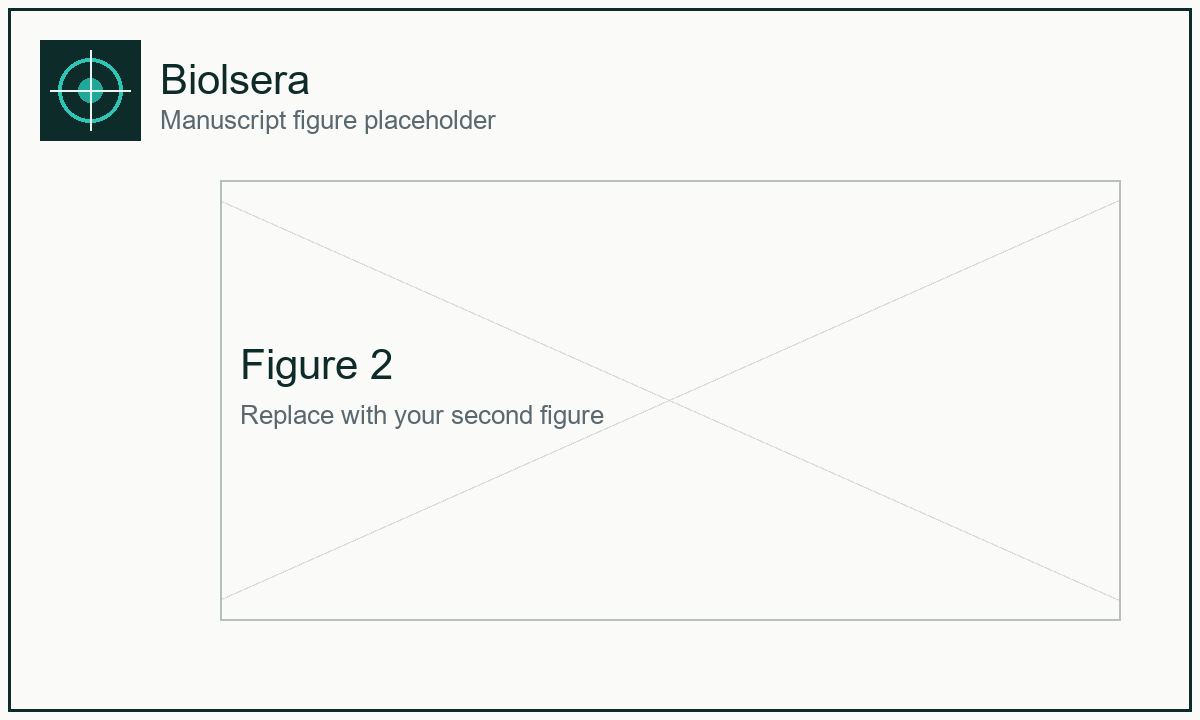 Biolsera
Manuscript figure placeholder
Figure 2
Replace with your second figure